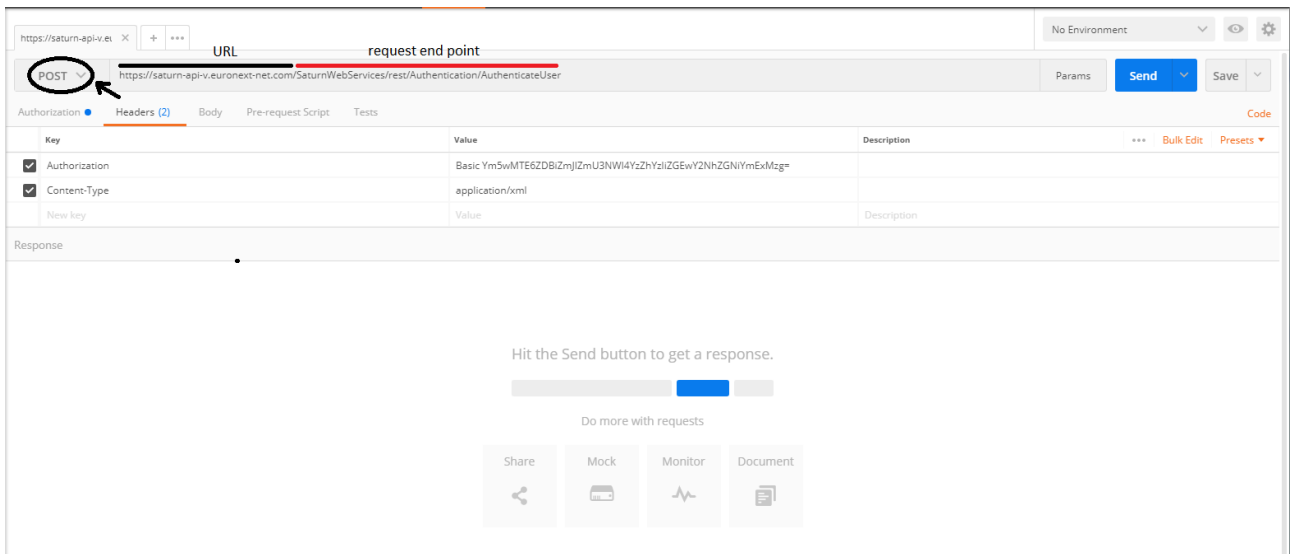 https://saturn-api-v.eu
No Environment
URL
request end point
POST
https://saturn-api-v.euronext-net.com/SaturnWebServices/rest/Authentication/AuthenticateUser
Params
Send
Save
Authorization
Headers (2)
Body
Pre-request Script
Tests
Code
Key
Value
Description
Bulk Edit
Presets
Authorization
Basic Ym5wMTE6ZDBiZmJlZmU3NWI4YzZhYzliZGEwY2NhZGNiYmExMzg=
Content-Type
application/xml
New key
Value
Description
Response
Hit the Send button to get a response.
Do more with requests
Share
Mock
Monitor
Document